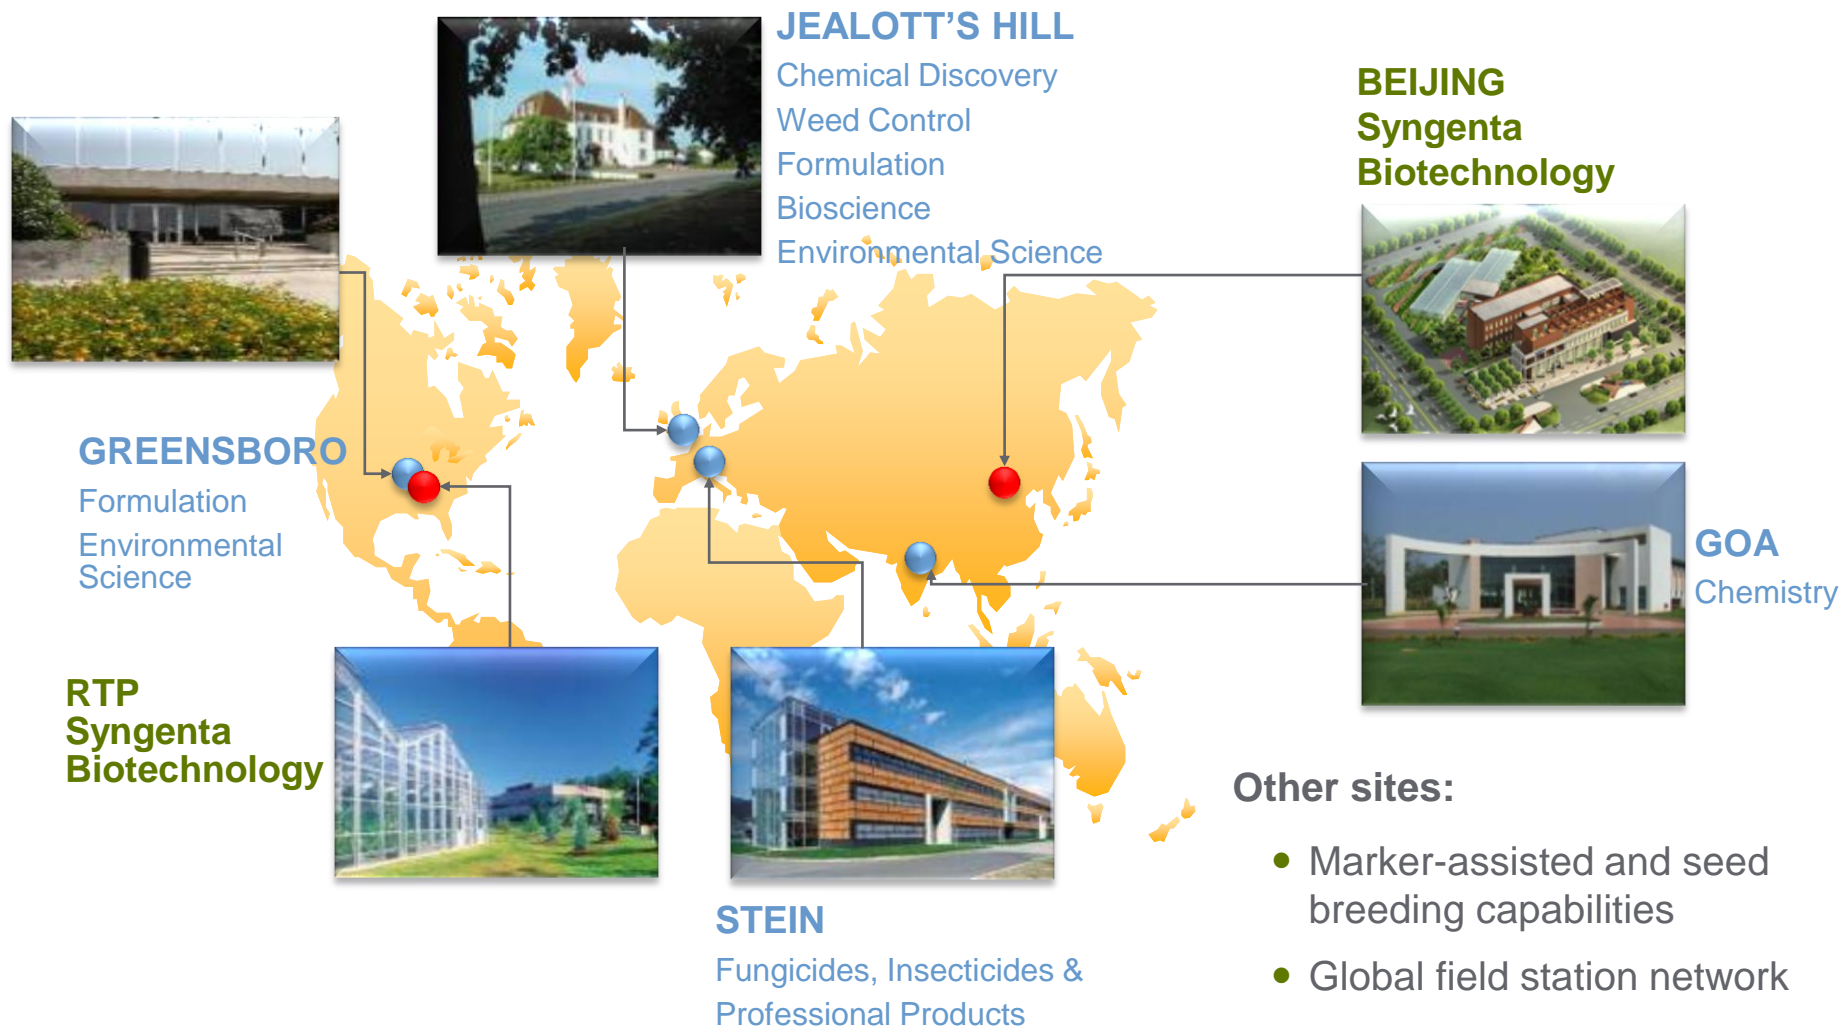 JEALOTT’S HILL
Chemical Discovery
Weed Control
Formulation
Bioscience
Environmental Science
BEIJING
Syngenta
Biotechnology
GREENSBORO
Formulation
Environmental
Science
GOA
Chemistry
RTP
Syngenta
Biotechnology
STEIN
Fungicides, Insecticides &
Professional Products
Other sites:
• Marker-assisted and seed
breeding capabilities
• Global field station network